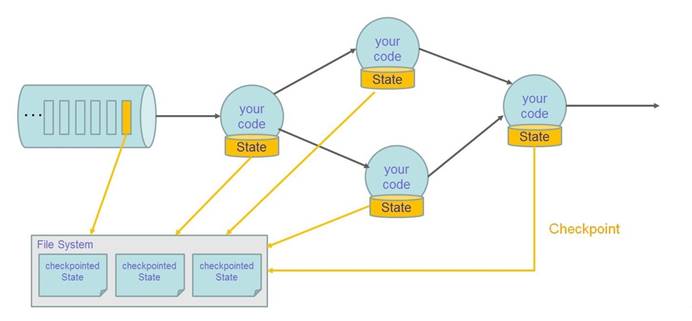 your
code
State
...
your
code
State
your
code
State
your
code
State
Checkpoint
File System
checkpointed
State
checkpointed
State
checkpointed
State